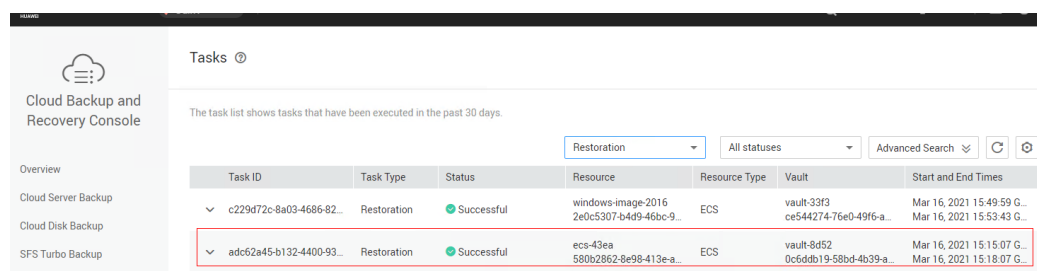 HUAWEI
Tasks
Cloud Backup and
Recovery Console
The task list shows tasks that have been executed in the past 30 days.
Restoration
All statuses
Advanced Search
Overview
Cloud Server Backup
Cloud Disk Backup
SFS Turbo Backup
Task ID Task Type Status Resource Resource Type Vault Start and End Times
c229d72c-8a03-4686-82... Restoration Successful windows-image-2016 ECS vault-33f3 Mar 16, 2021 15:49:59 G...
2e0c5307-b4d9-46bc-9... ce544274-76e0-49f6-a... Mar 16, 2021 15:53:43 G...
adc62a45-b132-4400-93... Restoration Successful ecs-43ea ECS vault-8d52 Mar 16, 2021 15:15:07 G...
580b2862-8e98-413e-a... 0c6ddb19-58bd-4b39-a... Mar 16, 2021 15:18:07 G...